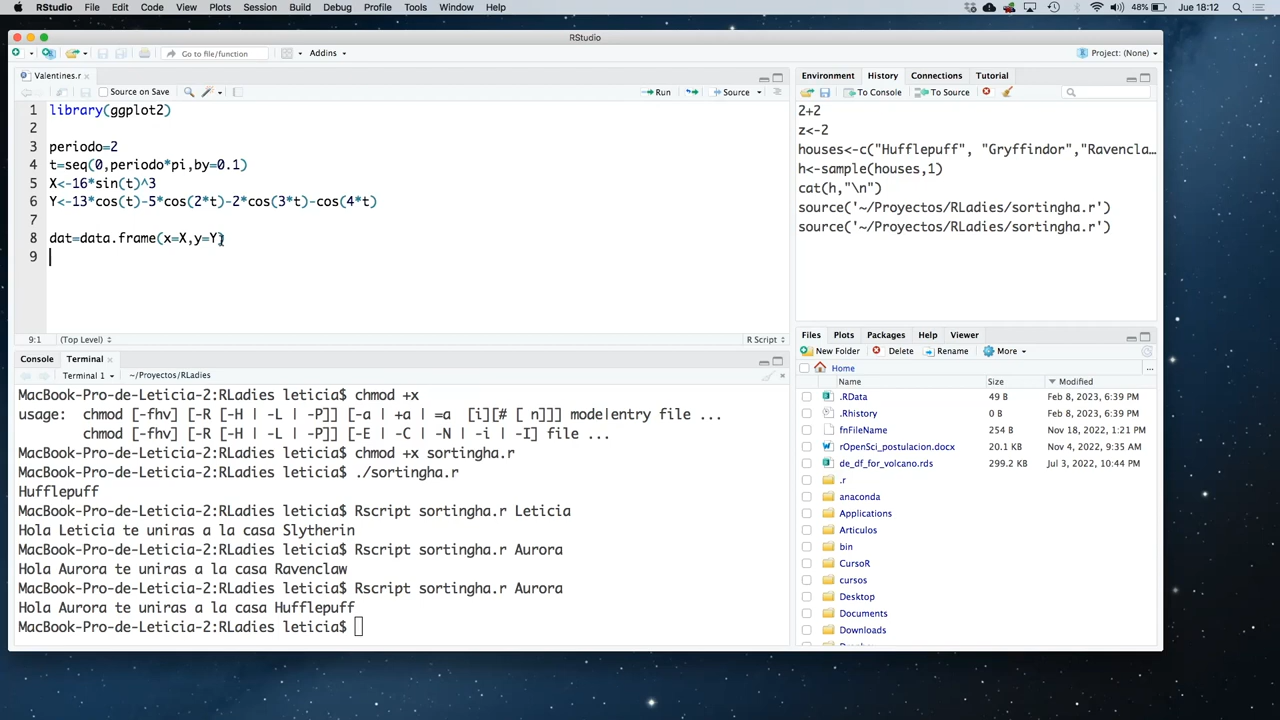 RStudio File Edit Code View Plots Session Build Debug Profile Tools Window Help 48% Jue 18:12
RStudio
Go to file/function Addins Project: (None)
Valentines.r
Source on Save Run Source
1 library(ggplot2)
2
3 periodo=2
4 t=seq(0,periodo*pi,by=0.1)
5 X<-16*sin(t)^3
6 Y<-13*cos(t)-5*cos(2*t)-2*cos(3*t)-cos(4*t)
7
8 dat=data.frame(x=X,y=Y)
9
9:1 (Top Level) R Script
Console Terminal
Terminal 1 ~/Proyectos/RLadies
MacBook-Pro-de-Leticia-2:RLadies leticia$ chmod +x
usage: chmod [-fhv] [-R [-H | -L | -P]] [-a | +a | =a [i][# [ n]]] mode|entry file ...
chmod [-fhv] [-R [-H | -L | -P]] [-E | -C | -N | -i | -I] file ...
MacBook-Pro-de-Leticia-2:RLadies leticia$ chmod +x sortingha.r
MacBook-Pro-de-Leticia-2:RLadies leticia$ ./sortingha.r
Hufflepuff
MacBook-Pro-de-Leticia-2:RLadies leticia$ Rscript sortingha.r Leticia
Hola Leticia te uniras a la casa Slytherin
MacBook-Pro-de-Leticia-2:RLadies leticia$ Rscript sortingha.r Aurora
Hola Aurora te uniras a la casa Ravenclaw
MacBook-Pro-de-Leticia-2:RLadies leticia$ Rscript sortingha.r Aurora
Hola Aurora te uniras a la casa Hufflepuff
MacBook-Pro-de-Leticia-2:RLadies leticia$
Environment History Connections Tutorial
To Console To Source
2+2
z<-2
houses<-c("Hufflepuff", "Gryffindor","Ravencla…
h<-sample(houses,1)
cat(h,"\n")
source('~/Proyectos/RLadies/sortingha.r')
source('~/Proyectos/RLadies/sortingha.r')
Files Plots Packages Help Viewer
New Folder Delete Rename More
Home ...
Name Size Modified
.RData 49 B Feb 8, 2023, 6:39 PM
.Rhistory 0 B Feb 8, 2023, 6:39 PM
fnFileName 254 B Nov 18, 2022, 1:21 PM
rOpenSci_postulacion.docx 20.1 KB Nov 4, 2022, 9:35 AM
de_df_for_volcano.rds 299.2 KB Jul 3, 2022, 10:44 PM
.r
anaconda
Applications
Articulos
bin
CursoR
cursos
Desktop
Documents
Downloads